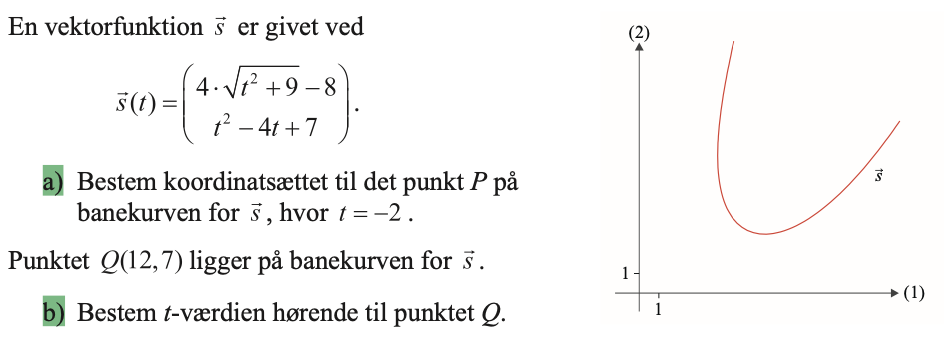 En vektorfunktion s⃗ er givet ved
s⃗(t) = (4·√(t² + 9) − 8
t² − 4t + 7).
a) Bestem koordinatsættet til det punkt P på
banekurven for s⃗, hvor t = −2.
Punktet Q(12, 7) ligger på banekurven for s⃗.
b) Bestem t-værdien hørende til punktet Q.
(2)
s⃗
1
(1)
1